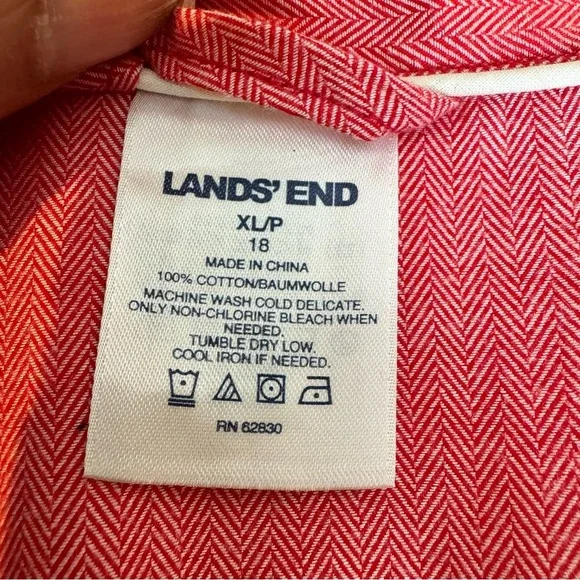 LANDS' END
XL/P
18
MADE IN CHINA
100% COTTON/BAUMWOLLE
MACHINE WASH COLD DELICATE.
ONLY NON-CHLORINE BLEACH WHEN
NEEDED.
TUMBLE DRY LOW.
COOL IRON IF NEEDED.
RN 62830